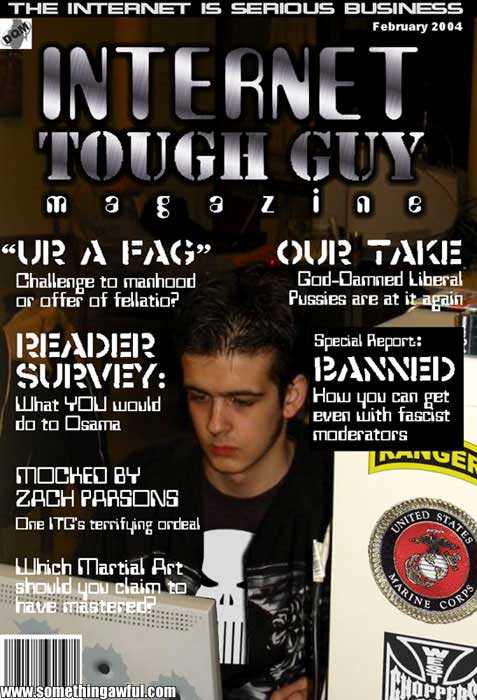 THE INTERNET IS SERIOUS BUSINESS
February 2004
DOM
INTERNET
TOUGH GUY
magazine
“UR A FAG”
Challenge to manhood
or offer of fellatio?
OUR TAKE
God-Damned Liberal
Pussies are at it again
READER
SURVEY:
What YOU would
do to Osama
Special Report:
BANNED
How you can get
even with fascist
moderators
MOCKED BY
ZACH PARSONS
One ITG's terrifying ordeal
Which Martial Art
should you claim to
have mastered?
RANGER
UNITED STATES
MARINE CORPS
WEST
CHOPPERS
www.somethingawful.com